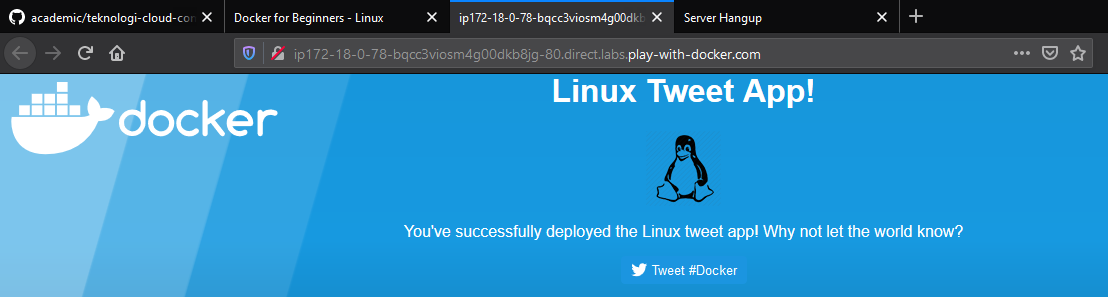 academic/teknologi-cloud-con
Docker for Beginners - Linux
ip172-18-0-78-bqcc3viosm4g00dkb
Server Hangup
ip172-18-0-78-bqcc3viosm4g00dkb8jg-80.direct.labs.play-with-docker.com
docker
Linux Tweet App!
You've successfully deployed the Linux tweet app! Why not let the world know?
Tweet #Docker